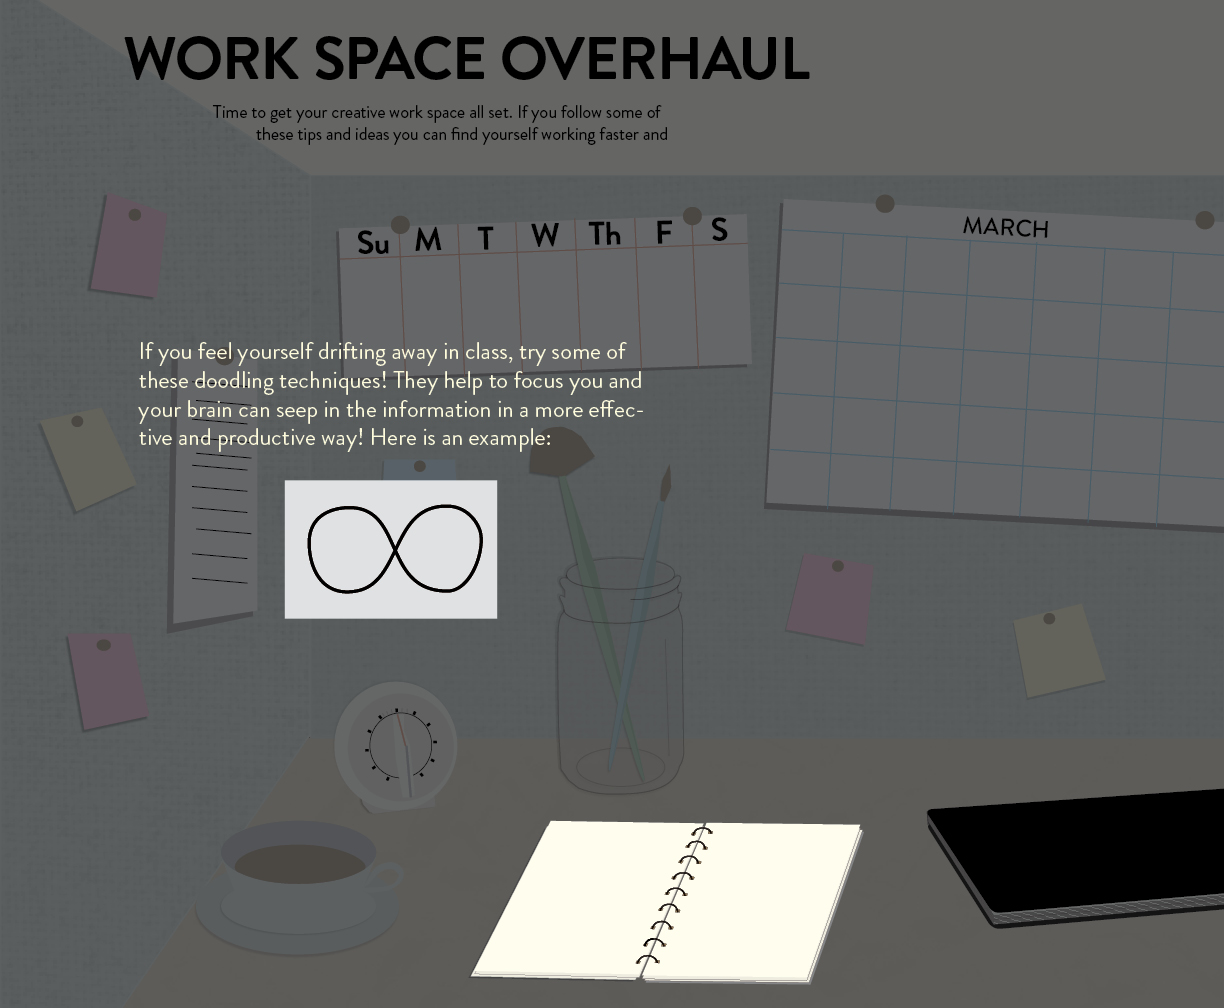 WORK SPACE OVERHAUL
Time to get your creative work space all set. If you follow some of
these tips and ideas you can find yourself working faster and
Su M T W Th F S
MARCH
If you feel yourself drifting away in class, try some of
these doodling techniques! They help to focus you and
your brain can seep in the information in a more effec-
tive and productive way! Here is an example: